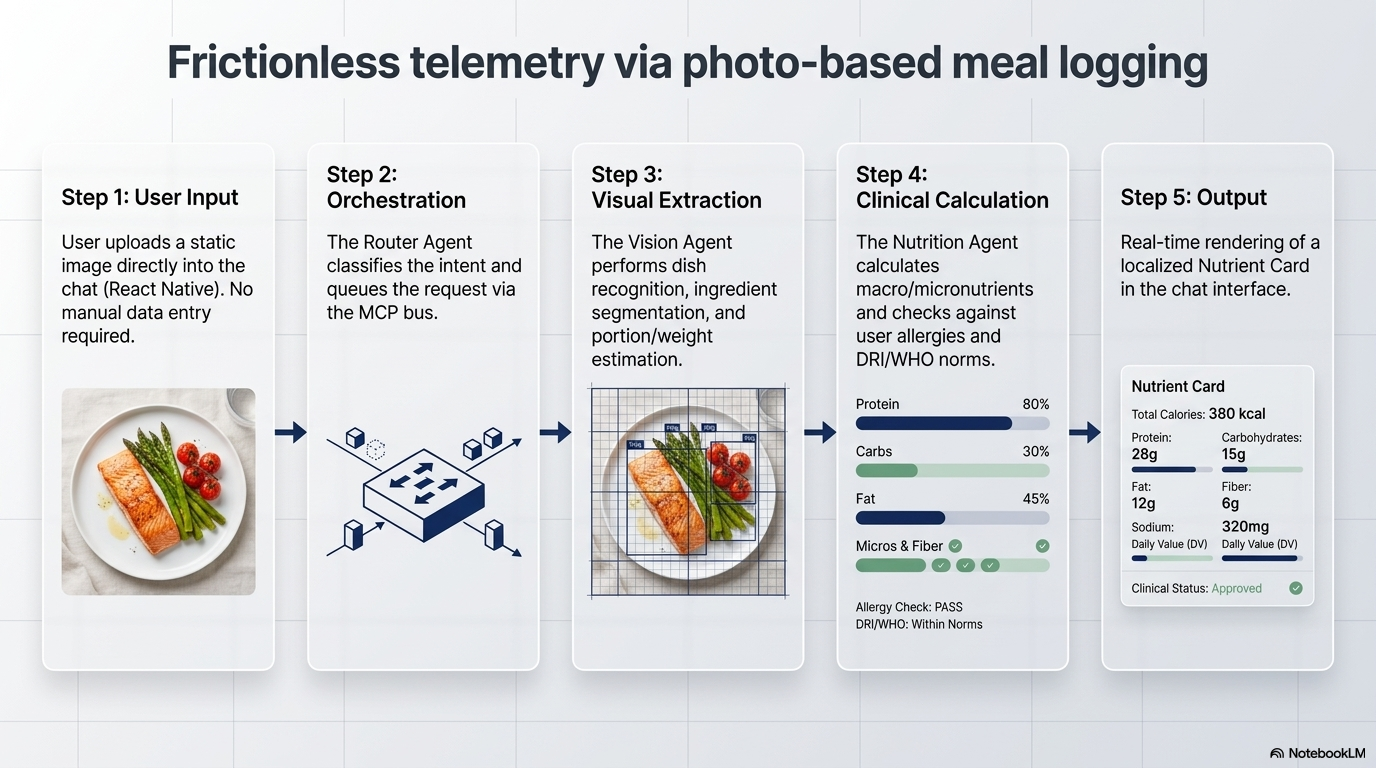 Frictionless telemetry via photo-based meal logging
Step 1: User Input
User uploads a static
image directly into the
chat (React Native). No
manual data entry
required.
Step 2:
Orchestration
The Router Agent
classifies the intent and
queues the request via
the MCP bus.
Step 3:
Visual Extraction
The Vision Agent
performs dish
recognition, ingredient
segmentation, and
portion/weight
estimation.
Step 4:
Clinical Calculation
The Nutrition Agent
calculates
macro/micronutrients
and checks against
user allergies and
DRI/WHO norms.
Protein 80%
Carbs 30%
Fat 45%
Micros & Fiber
Allergy Check: PASS
DRI/WHO: Within Norms
Step 5: Output
Real-time rendering of a
localized Nutrient Card
in the chat interface.
Nutrient Card
Total Calories: 380 kcal
Protein: Carbohydrates:
28g 15g
Fat: Fiber:
12g 6g
Sodium: 320mg
Daily Value (DV) Daily Value (DV)
Clinical Status: Approved
NotebookLM